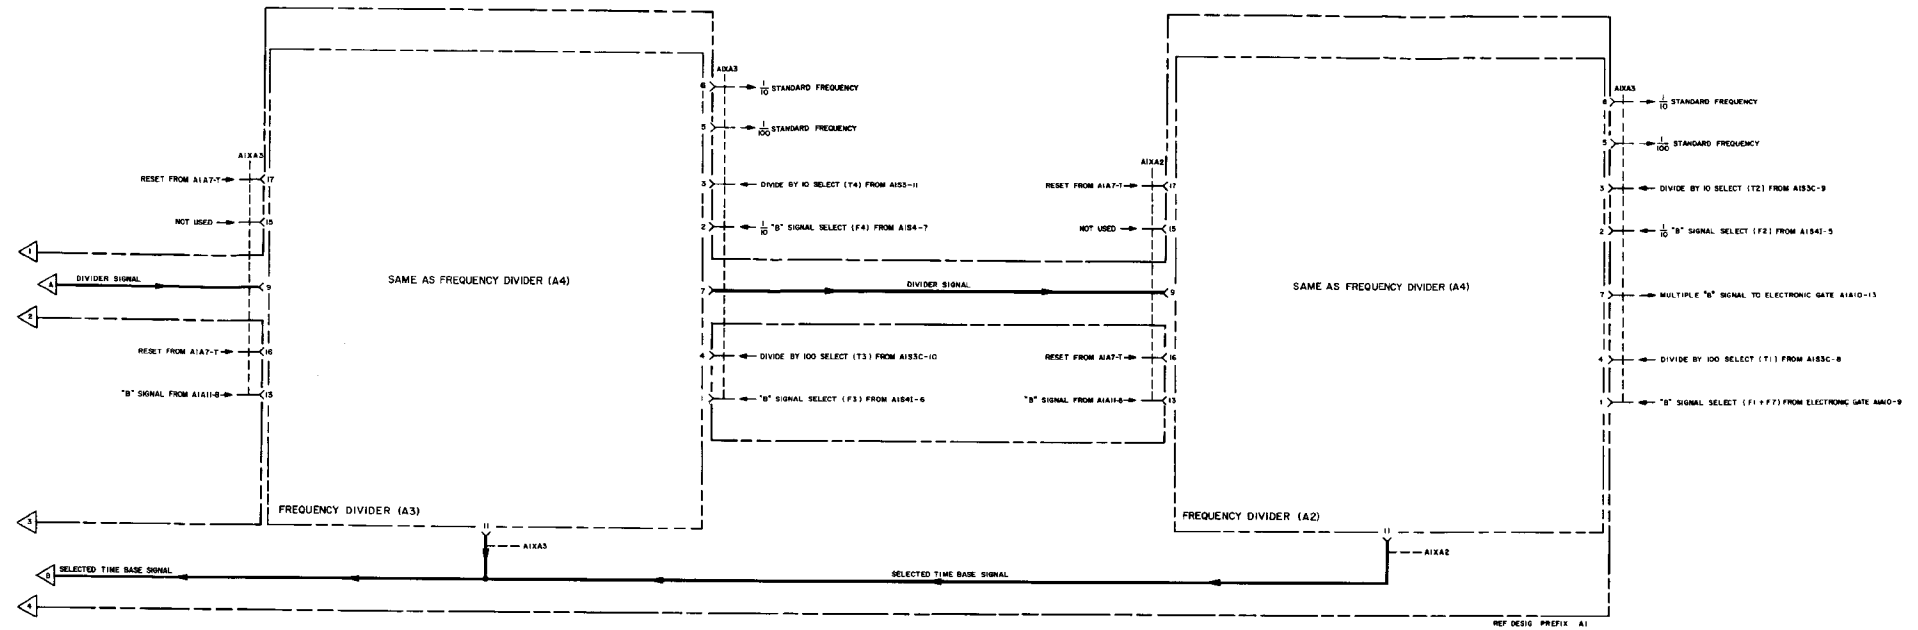 A1XA3
6
1/10 STANDARD FREQUENCY
5
1/100 STANDARD FREQUENCY
A1XA3
RESET FROM A1A7-T
17
3
DIVIDE BY 10 SELECT (T4) FROM A1S3-11
NOT USED
15
2
1/10 "B" SIGNAL SELECT (F4) FROM A1S4-7
1
A
DIVIDER SIGNAL
9
SAME AS FREQUENCY DIVIDER (A4)
7
DIVIDER SIGNAL
2
RESET FROM A1A7-T
16
4
DIVIDE BY 100 SELECT (T3) FROM A1S3C-10
"B" SIGNAL FROM A1A11-B
13
1
"B" SIGNAL SELECT (F3) FROM A1S4I-6
3
FREQUENCY DIVIDER (A3)
11
A1XA3
B
SELECTED TIME BASE SIGNAL
SELECTED TIME BASE SIGNAL
4
A1XA3
6
1/10 STANDARD FREQUENCY
5
1/100 STANDARD FREQUENCY
A1XA2
RESET FROM A1A7-T
17
3
DIVIDE BY 10 SELECT (T2) FROM A1S3C-9
NOT USED
15
2
1/10 "B" SIGNAL SELECT (F2) FROM A1S4I-5
9
SAME AS FREQUENCY DIVIDER (A4)
7
MULTIPLE "B" SIGNAL TO ELECTRONIC GATE A1A10-13
RESET FROM A1A7-T
16
4
DIVIDE BY 100 SELECT (T1) FROM A1S3C-8
"B" SIGNAL FROM A1A11-B
13
1
"B" SIGNAL SELECT (F1 + F7) FROM ELECTRONIC GATE A1A10-9
FREQUENCY DIVIDER (A2)
11
A1XA2
REF DESIG PREFIX A1